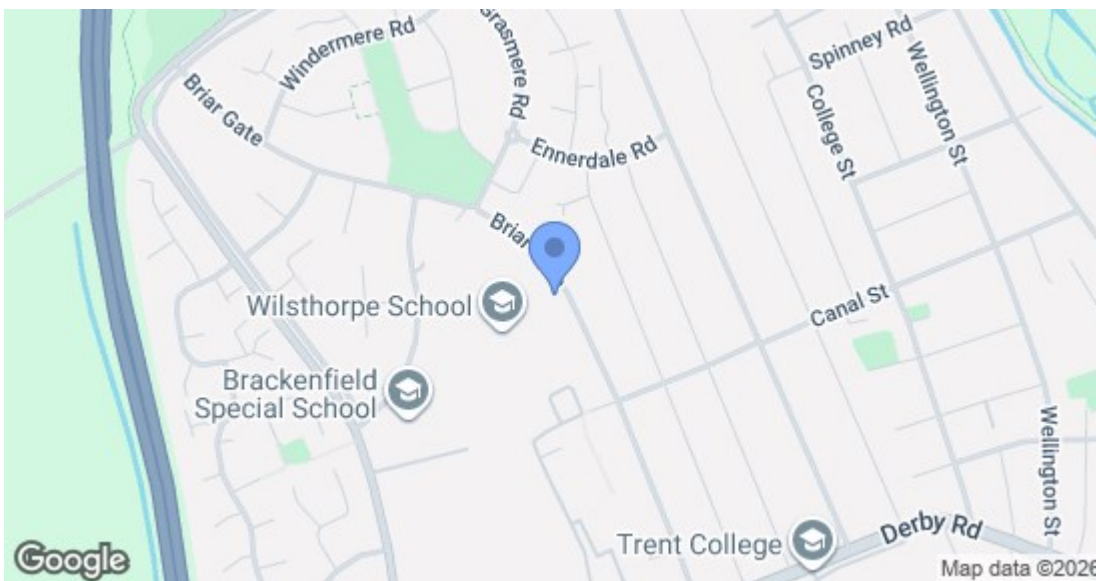 Windermere Rd
Grasmere Rd
Spinney Rd
Wellington St
Briar Gate
College St
Ennerdale Rd
Briar
Wilsthorpe School
Canal St
Brackenfield
Special School
Wellington St
Trent College
Derby Rd
Google
Map data ©2026